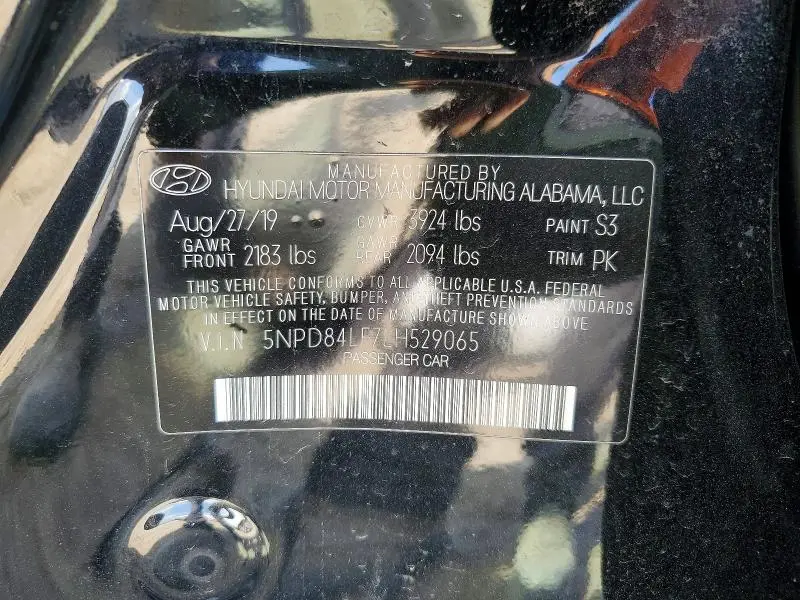 MANUFACTURED BY
HYUNDAI MOTOR MANUFACTURING ALABAMA, LLC
Aug/27/19 GVWR 3924 lbs PAINT S3
GAWR FRONT 2183 lbs GAWR REAR 2094 lbs TRIM PK
THIS VEHICLE CONFORMS TO ALL APPLICABLE U.S.A. FEDERAL
MOTOR VEHICLE SAFETY, BUMPER, AND THEFT PREVENTION STANDARDS
IN EFFECT ON THE DATE OF MANUFACTURE SHOWN ABOVE
V.i.N 5NPD84LF7LH529065
PASSENGER CAR